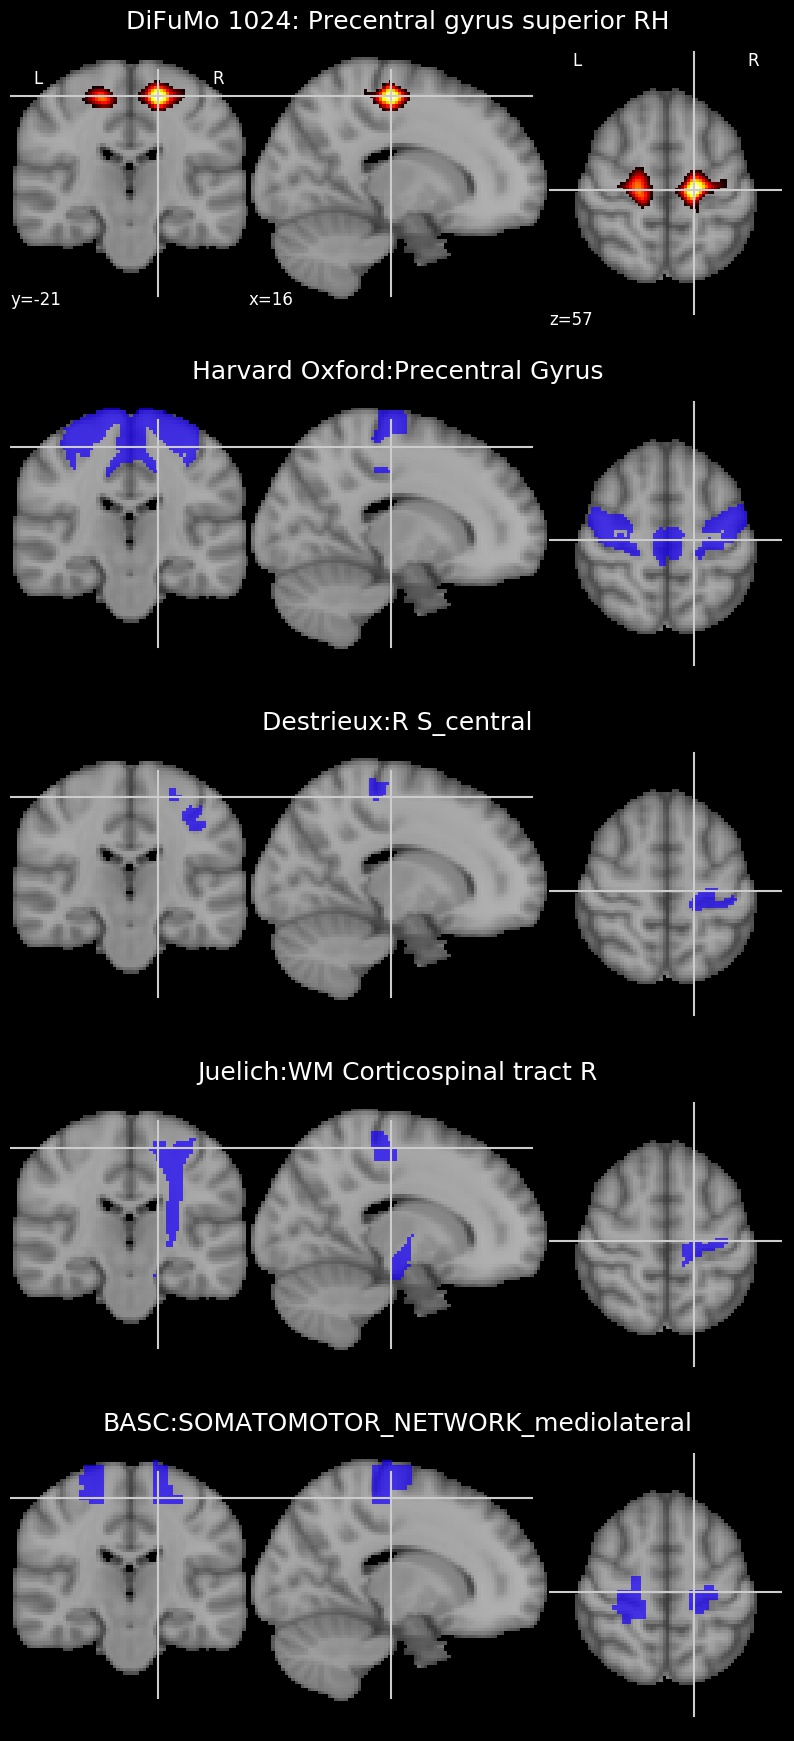 DiFuMo 1024: Precentral gyrus superior RH
L R L R
y=-21 x=16 z=57
Harvard Oxford:Precentral Gyrus
Destrieux:R S_central
Juelich:WM Corticospinal tract R
BASC:SOMATOMOTOR_NETWORK_mediolateral